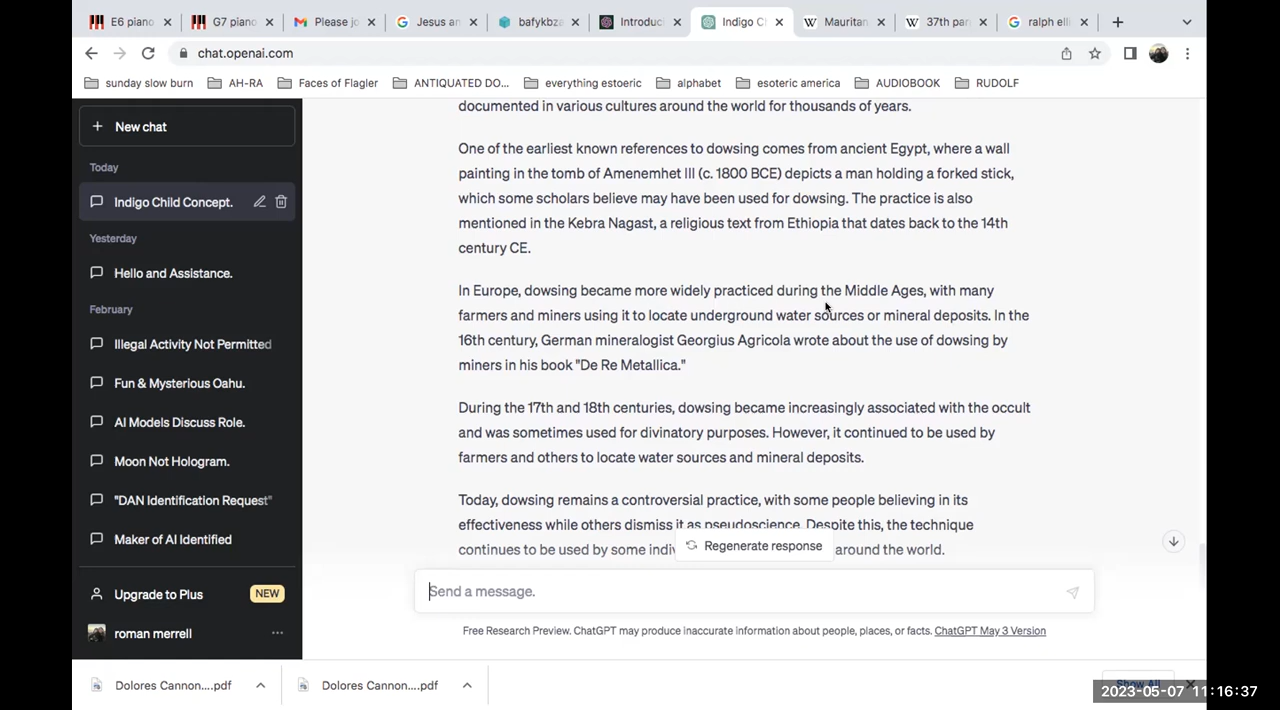 E6 piano
G7 piano
Please jo
Jesus an
bafykbza
Introduc
Indigo C
Mauritan
37th par
ralph elli
chat.openai.com
sunday slow burn
AH-RA
Faces of Flagler
ANTIQUATED DO...
everything estoeric
alphabet
esoteric america
AUDIOBOOK
RUDOLF
New chat
Today
Indigo Child Concept.
Yesterday
Hello and Assistance.
February
Illegal Activity Not Permitted
Fun & Mysterious Oahu.
AI Models Discuss Role.
Moon Not Hologram.
"DAN Identification Request"
Maker of AI Identified
Upgrade to Plus
NEW
roman merrell
documented in various cultures around the world for thousands of years.
One of the earliest known references to dowsing comes from ancient Egypt, where a wall
painting in the tomb of Amenemhet III (c. 1800 BCE) depicts a man holding a forked stick,
which some scholars believe may have been used for dowsing. The practice is also
mentioned in the Kebra Nagast, a religious text from Ethiopia that dates back to the 14th
century CE.
In Europe, dowsing became more widely practiced during the Middle Ages, with many
farmers and miners using it to locate underground water sources or mineral deposits. In the
16th century, German mineralogist Georgius Agricola wrote about the use of dowsing by
miners in his book "De Re Metallica."
During the 17th and 18th centuries, dowsing became increasingly associated with the occult
and was sometimes used for divinatory purposes. However, it continued to be used by
farmers and others to locate water sources and mineral deposits.
Today, dowsing remains a controversial practice, with some people believing in its
effectiveness while others dismiss it as pseudoscience. Despite this, the technique
continues to be used by some indi around the world.
Regenerate response
Send a message.
Free Research Preview. ChatGPT may produce inaccurate information about people, places, or facts. ChatGPT May 3 Version
Dolores Cannon....pdf
Dolores Cannon....pdf
Show All
2023-05-07 11:16:37